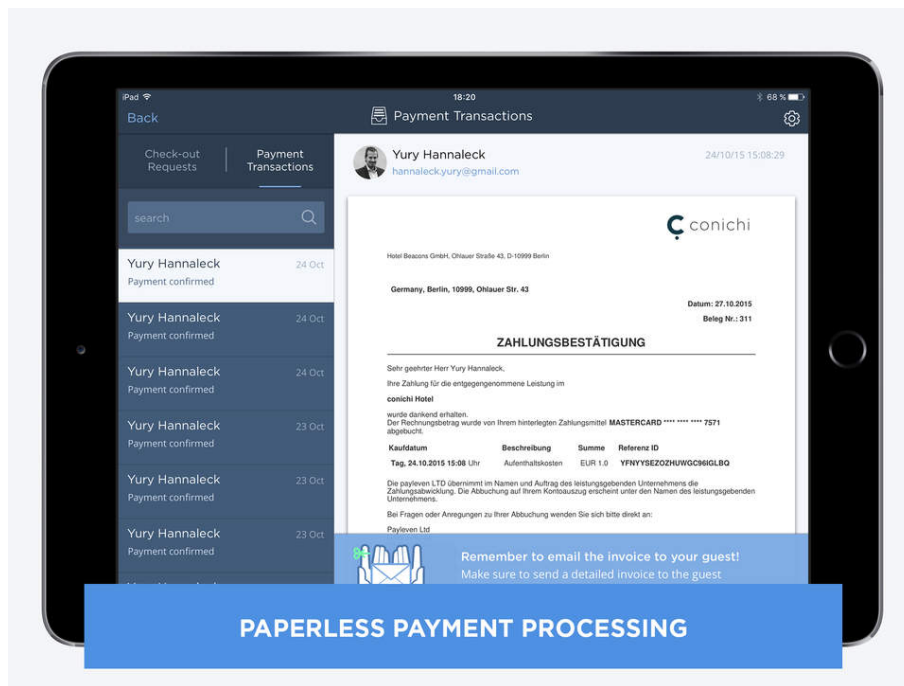 iPad
18:20
68 %
Back
Payment Transactions
Check-out
Requests
Payment
Transactions
search
Yury Hannaleck
24 Oct
Payment confirmed
Yury Hannaleck
24 Oct
Payment confirmed
Yury Hannaleck
24 Oct
Payment confirmed
Yury Hannaleck
23 Oct
Payment confirmed
Yury Hannaleck
23 Oct
Payment confirmed
Yury Hannaleck
23 Oct
Payment confirmed
Yury Hannaleck
24/10/15 15:08:29
hannaleck.yury@gmail.com
conichi
Hotel Beacons GmbH, Ohlauer Straße 43, D-10999 Berlin
Germany, Berlin, 10999, Ohlauer Str. 43
Datum: 27.10.2015
Beleg Nr.: 311
ZAHLUNGSBESTÄTIGUNG
Sehr geehrter Herr Yury Hannaleck,
Ihre Zahlung für die entgegengenommene Leistung im
conichi Hotel
wurde dankend erhalten.
Der Rechnungsbetrag wurde von Ihrem hinterlegten Zahlungsmittel MASTERCARD **** **** **** 7571
abgebucht.
Kaufdatum Beschreibung Summe Referenz ID
Tag, 24.10.2015 15:08 Uhr Aufenthaltskosten EUR 1.0 YFNYYSEZOZHUWGC96IGLBQ
Die payleven LTD übernimmt im Namen und Auftrag des leistungsgebenden Unternehmens die
Zahlungsabwicklung. Die Abbuchung auf Ihrem Kontoauszug erscheint unter den Namen des leistungsgebenden
Unternehmens.
Bei Fragen oder Anregungen zu Ihrer Abbuchung wenden Sie sich bitte direkt an:
Payleven Ltd
Remember to email the invoice to your guest!
Make sure to send a detailed invoice to the guest
PAPERLESS PAYMENT PROCESSING